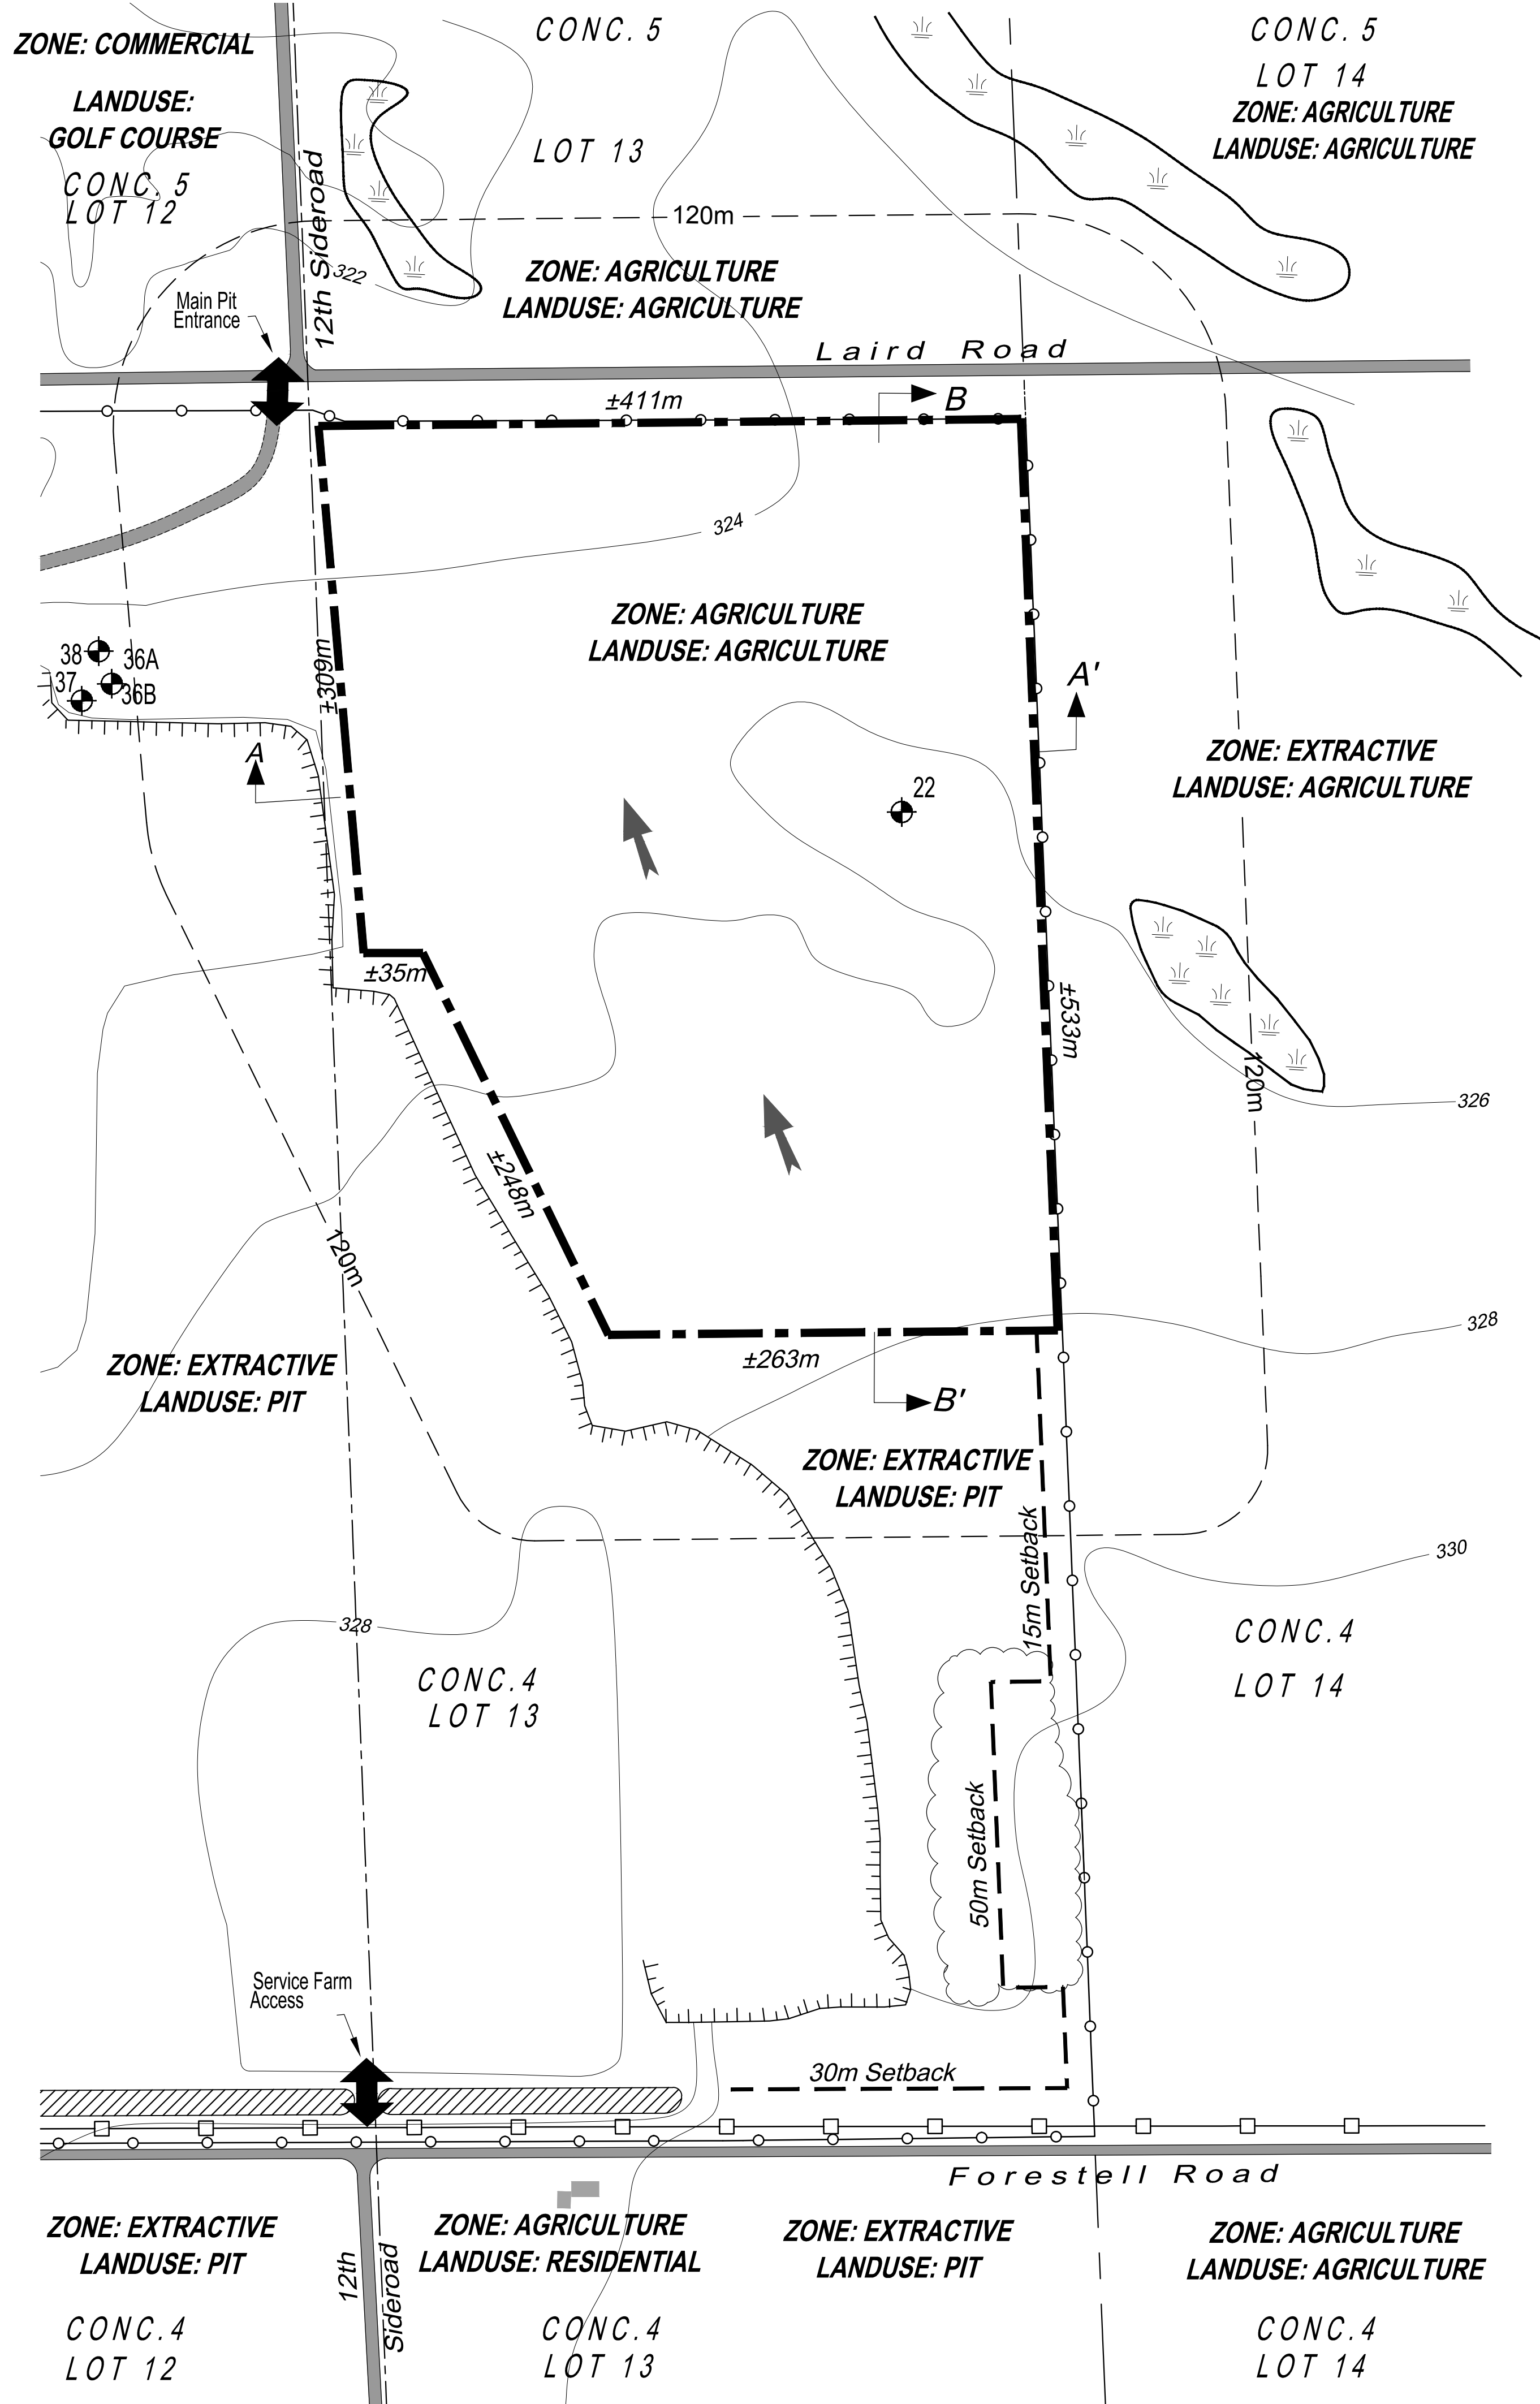 CONC. 5
CONC. 5
ZONE: COMMERCIAL
LOT 14
LANDUSE:
GOLF COURSE
ZONE: AGRICULTURE
LANDUSE: AGRICULTURE
LOT 13
CONC. 5
LOT 12
12th Sideroad
120m
322
ZONE: AGRICULTURE
LANDUSE: AGRICULTURE
Main Pit
Entrance
Laird Road
±411m
B
324
ZONE: AGRICULTURE
LANDUSE: AGRICULTURE
±309m
38
36A
37
36B
A'
A
ZONE: EXTRACTIVE
LANDUSE: AGRICULTURE
22
±35m
±533m
120m
326
±248m
120m
328
±263m
ZONE: EXTRACTIVE
LANDUSE: PIT
B'
ZONE: EXTRACTIVE
LANDUSE: PIT
15m Setback
330
328
CONC.4
LOT 14
CONC.4
LOT 13
50m Setback
Service Farm
Access
30m Setback
Forestell Road
ZONE: EXTRACTIVE
LANDUSE: PIT
ZONE: AGRICULTURE
LANDUSE: RESIDENTIAL
ZONE: EXTRACTIVE
LANDUSE: PIT
ZONE: AGRICULTURE
LANDUSE: AGRICULTURE
12th
Sideroad
CONC.4
LOT 12
CONC.4
LOT 13
CONC.4
LOT 14